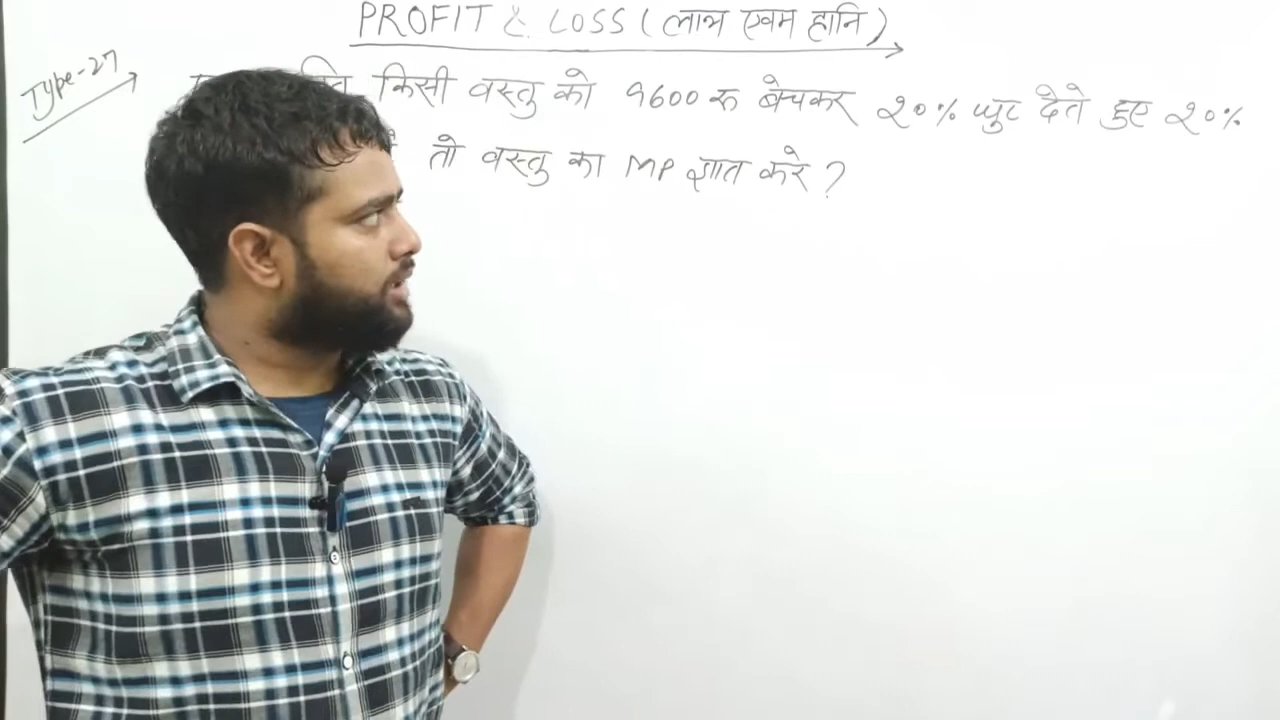 PROFIT & LOSS ( लाभ एवम हानि )
Type-27
किसी वस्तु को 9600 रु बेचकर 20% छुट देते हुए 20%
तो वस्तु का MP ज्ञात करे ?